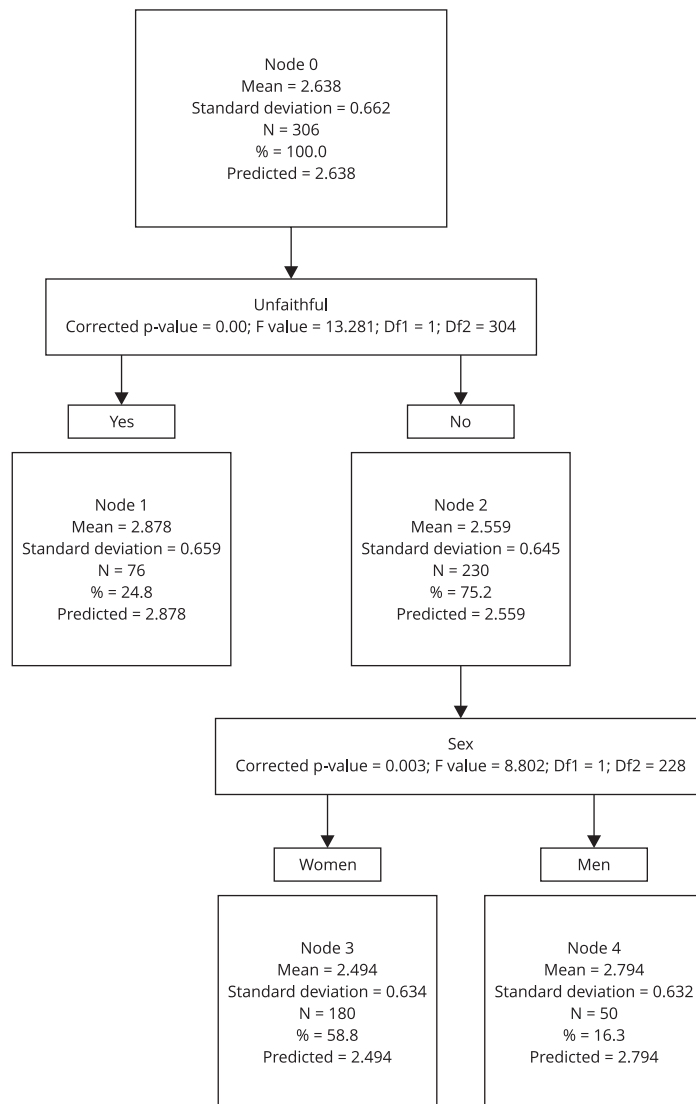 Node 0
Mean = 2.638
Standard deviation = 0.662
N = 306
% = 100.0
Predicted = 2.638
Unfaithful
Corrected p-value = 0.00; F value = 13.281; Df1 = 1; Df2 = 304
Yes
No
Node 1
Mean = 2.878
Standard deviation = 0.659
N = 76
% = 24.8
Predicted = 2.878
Node 2
Mean = 2.559
Standard deviation = 0.645
N = 230
% = 75.2
Predicted = 2.559
Sex
Corrected p-value = 0.003; F value = 8.802; Df1 = 1; Df2 = 228
Women
Men
Node 3
Mean = 2.494
Standard deviation = 0.634
N = 180
% = 58.8
Predicted = 2.494
Node 4
Mean = 2.794
Standard deviation = 0.632
N = 50
% = 16.3
Predicted = 2.794